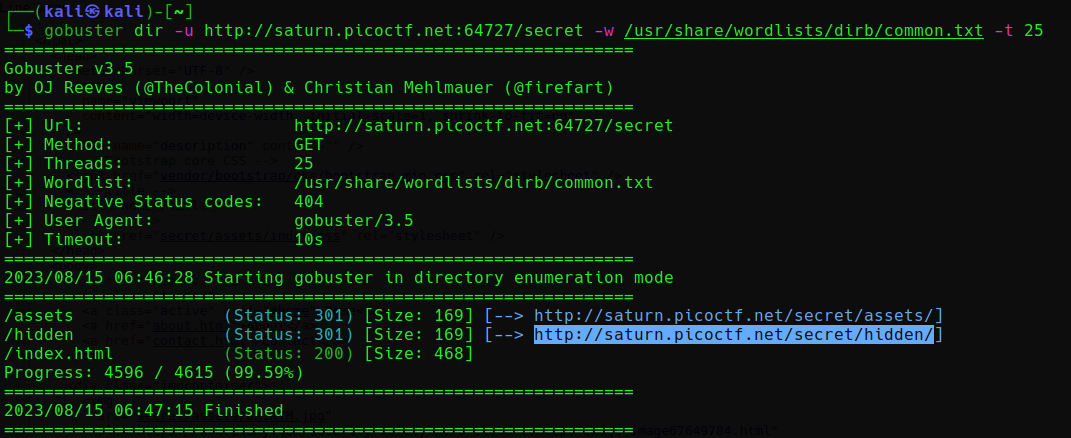 ┌──(kali㉿kali)-[~]
└─$ gobuster dir -u http://saturn.picoctf.net:64727/secret -w /usr/share/wordlists/dirb/common.txt -t 25
===============================================================
Gobuster v3.5
by OJ Reeves (@TheColonial) & Christian Mehlmauer (@firefart)
===============================================================
[+] Url:                     http://saturn.picoctf.net:64727/secret
[+] Method:                  GET
[+] Threads:                 25
[+] Wordlist:                /usr/share/wordlists/dirb/common.txt
[+] Negative Status codes:   404
[+] User Agent:              gobuster/3.5
[+] Timeout:                 10s
===============================================================
2023/08/15 06:46:28 Starting gobuster in directory enumeration mode
===============================================================
/assets               (Status: 301) [Size: 169] [--> http://saturn.picoctf.net/secret/assets/]
/hidden               (Status: 301) [Size: 169] [--> http://saturn.picoctf.net/secret/hidden/]
/index.html           (Status: 200) [Size: 468]
Progress: 4596 / 4615 (99.59%)
===============================================================
2023/08/15 06:47:15 Finished
===============================================================